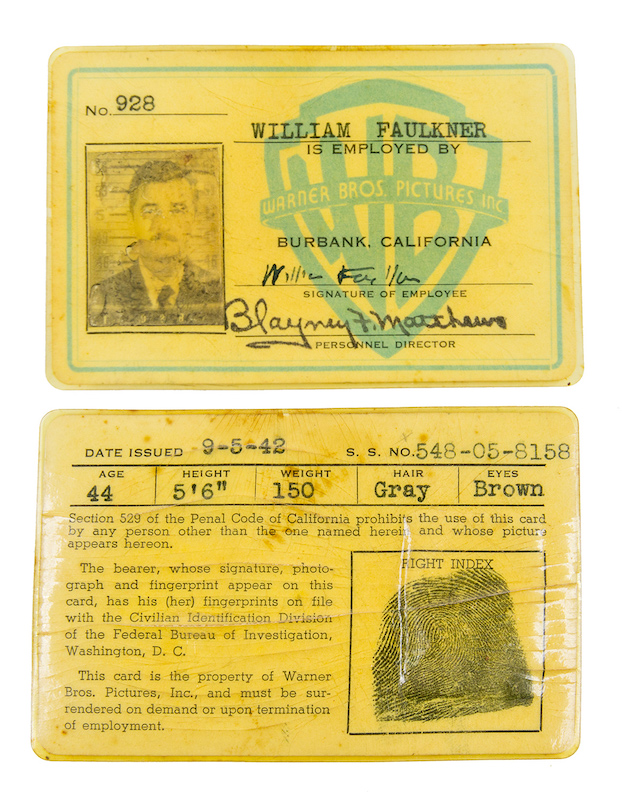 No. 928
WILLIAM FAULKNER
IS EMPLOYED BY
WB
WARNER BROS. PICTURES INC
BURBANK, CALIFORNIA
SIGNATURE OF EMPLOYEE
Blayney F. Matthews
PERSONNEL DIRECTOR
DATE ISSUED 9-5-42 S. S. NO. 548-05-8158
AGE HEIGHT WEIGHT HAIR EYES
44 5'6" 150 Gray Brown
Section 529 of the Penal Code of California prohibits the use of this card
by any person other than the one named herein and whose picture
appears hereon.
The bearer, whose signature, photo-
graph and fingerprint appear on this
card, has his (her) fingerprints on file
with the Civilian Identification Division
of the Federal Bureau of Investigation,
Washington, D. C.
This card is the property of Warner
Bros. Pictures, Inc., and must be sur-
rendered on demand or upon termination
of employment.
RIGHT INDEX